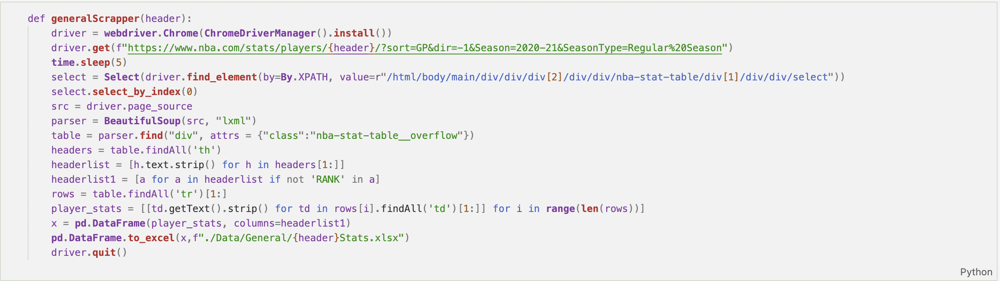 def generalScrapper(header):
    driver = webdriver.Chrome(ChromeDriverManager().install())
    driver.get(f"https://www.nba.com/stats/players/{header}/?sort=GP&dir=-1&Season=2020-21&SeasonType=Regular%20Season")
    time.sleep(5)
    select = Select(driver.find_element(by=By.XPATH, value=r"/html/body/main/div/div/div[2]/div/div/nba-stat-table/div[1]/div/div/select"))
    select.select_by_index(0)
    src = driver.page_source
    parser = BeautifulSoup(src, "lxml")
    table = parser.find("div", attrs = {"class":"nba-stat-table__overflow"})
    headers = table.findAll('th')
    headerlist = [h.text.strip() for h in headers[1:]]
    headerlist1 = [a for a in headerlist if not 'RANK' in a]
    rows = table.findAll('tr')[1:]
    player_stats = [[td.getText().strip() for td in rows[i].findAll('td')[1:]] for i in range(len(rows))]
    x = pd.DataFrame(player_stats, columns=headerlist1)
    pd.DataFrame.to_excel(x,f"./Data/General/{header}Stats.xlsx")
    driver.quit()
Python